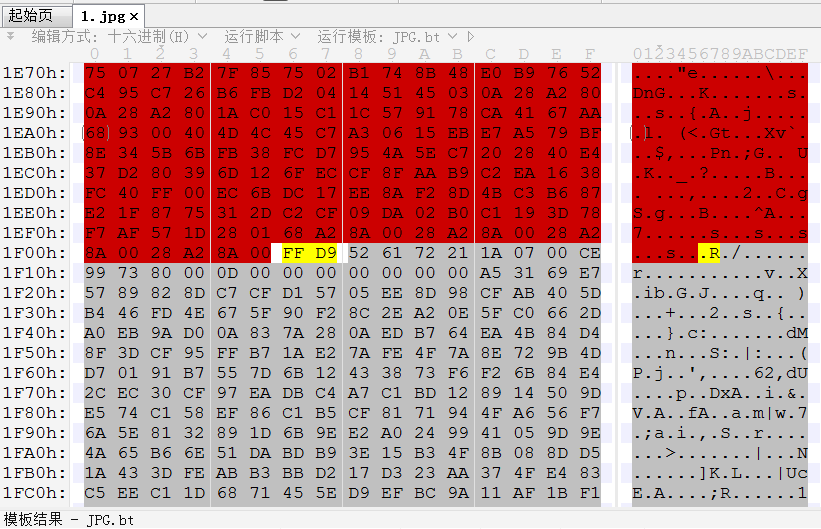 起始页 1.jpg ×
编辑方式: 十六进制(H) 运行脚本 运行模板: JPG.bt
0 1 2 3 4 5 6 7 8 9 A B C D E F 0123456789ABCDEF
1E70h: 75 07 27 B2 7F 85 75 02 B1 74 8B 48 E0 B9 76 52 ...."e......\...
1E80h: C4 95 C7 26 B6 FB D2 04 14 51 45 03 0A 28 A2 80 DnG...K.......s.
1E90h: 0A 28 A2 80 1A C0 15 C1 1C 57 91 78 CA 41 67 AA ..s..{.A..j.....
1EA0h: 68 93 00 40 4D 4C 45 C7 A3 06 15 EB E7 A5 79 BF .l. (<.Gt...Xv`.
1EB0h: 8E 34 5B 6B FB 38 FC D7 95 4A 5E C7 20 28 40 E4
1EC0h: 37 D2 80 39 6D 12 6F EC CF 8F AA B9 C2 EA 16 38
1ED0h: FC 40 FF 00 EC 6B DC 17 EE 8A F2 8D 4B C3 B6 87
1EE0h: E2 1F 87 75 31 2D C2 CF 09 DA 02 B0 C1 19 3D 78
1EF0h: F7 AF 57 1D 28 01 68 A2 8A 00 28 A2 8A 00 28 A2
1F00h: 8A 00 28 A2 8A 00 FF D9 52 61 72 21 1A 07 00 CE ...s...R./......
1F10h: 99 73 80 00 0D 00 00 00 00 00 00 00 A5 31 69 E7 r............v..X
1F20h: 57 89 82 8D C7 CF D1 57 05 EE 8D 98 CF AB 40 5D
1F30h: B4 46 FD 4E 67 5F 90 F2 8C 2E A2 0E 5F C0 66 2D
1F40h: A0 EB 9A D0 0A 83 7A 28 0A ED B7 64 EA 4B 84 D4
1F50h: 8F 3D CF 95 FF B7 1A E2 7A FE 4F 7A 8E 72 9B 4D
1F60h: D7 01 91 B7 55 7D 6B 12 43 38 73 F6 F2 6B 84 E4
1F70h: 2C EC 30 CF 97 EA DB C4 A7 C1 BD 12 89 14 50 9D
1F80h: E5 74 C1 58 EF 86 C1 B5 CF 81 71 94 4F A6 56 F7
1F90h: 6A 5E 81 32 89 1D 6B 9E E2 A0 24 99 41 05 9D 9E
1FA0h: 4A 65 B6 6E 51 DA BD B9 3E 15 B3 4F 8B 08 8D D5
1FB0h: 1A 43 3D FE AB B3 BB D2 17 D3 23 AA 37 4F E4 83
1FC0h: C5 EE C1 1D 68 71 45 5E D9 EF BC 9A 11 AF 1B F1
模板结果 - JPG.bt